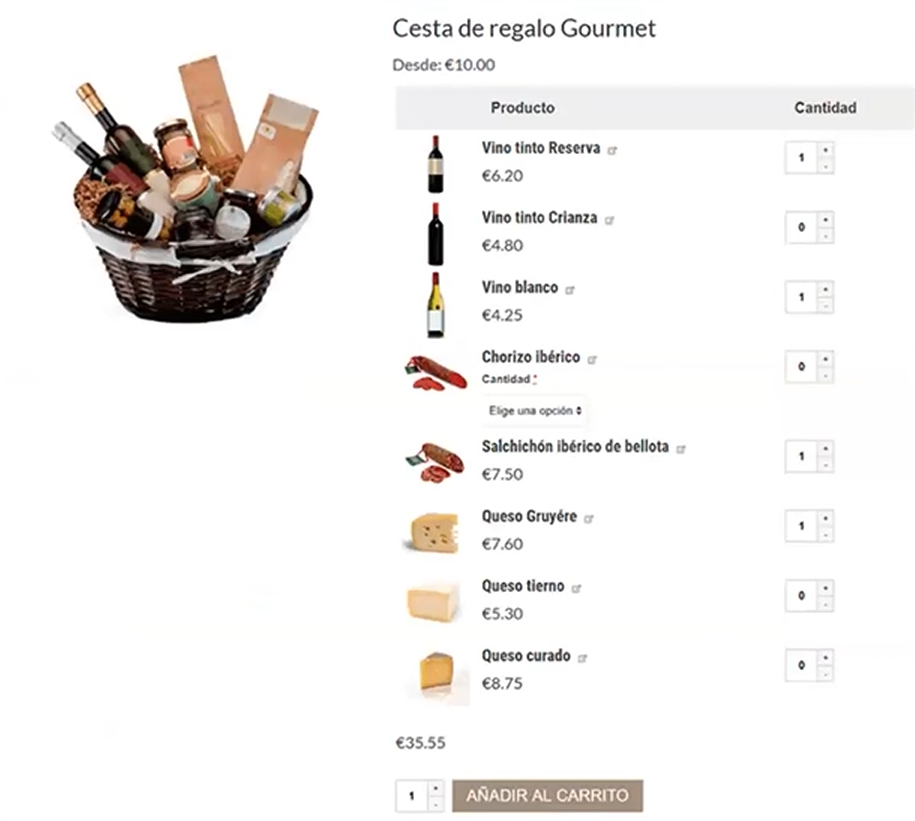 Cesta de regalo Gourmet
Desde: €10.00
Producto Cantidad
Vino tinto Reserva 1 + -
€6.20
Vino tinto Crianza 0 + -
€4.80
Vino blanco 1 + -
€4.25
Chorizo ibérico 0 + -
Cantidad *
Elige una opción
Salchichón ibérico de bellota 1 + -
€7.50
Queso Gruyére 1 + -
€7.60
Queso tierno 0 + -
€5.30
Queso curado 0 + -
€8.75
€35.55
1 + - AÑADIR AL CARRITO